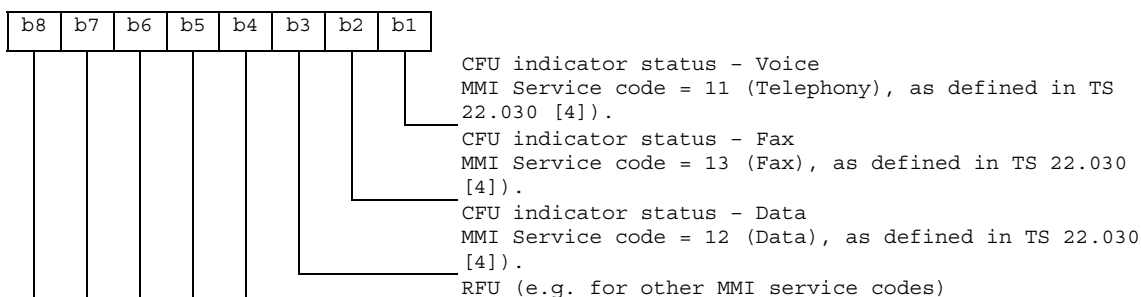 b8 b7 b6 b5 b4 b3 b2 b1
CFU indicator status – Voice
MMI Service code = 11 (Telephony), as defined in TS
22.030 [4]).
CFU indicator status – Fax
MMI Service code = 13 (Fax), as defined in TS 22.030
[4]).
CFU indicator status – Data
MMI Service code = 12 (Data), as defined in TS 22.030
[4]).
RFU (e.g. for other MMI service codes)